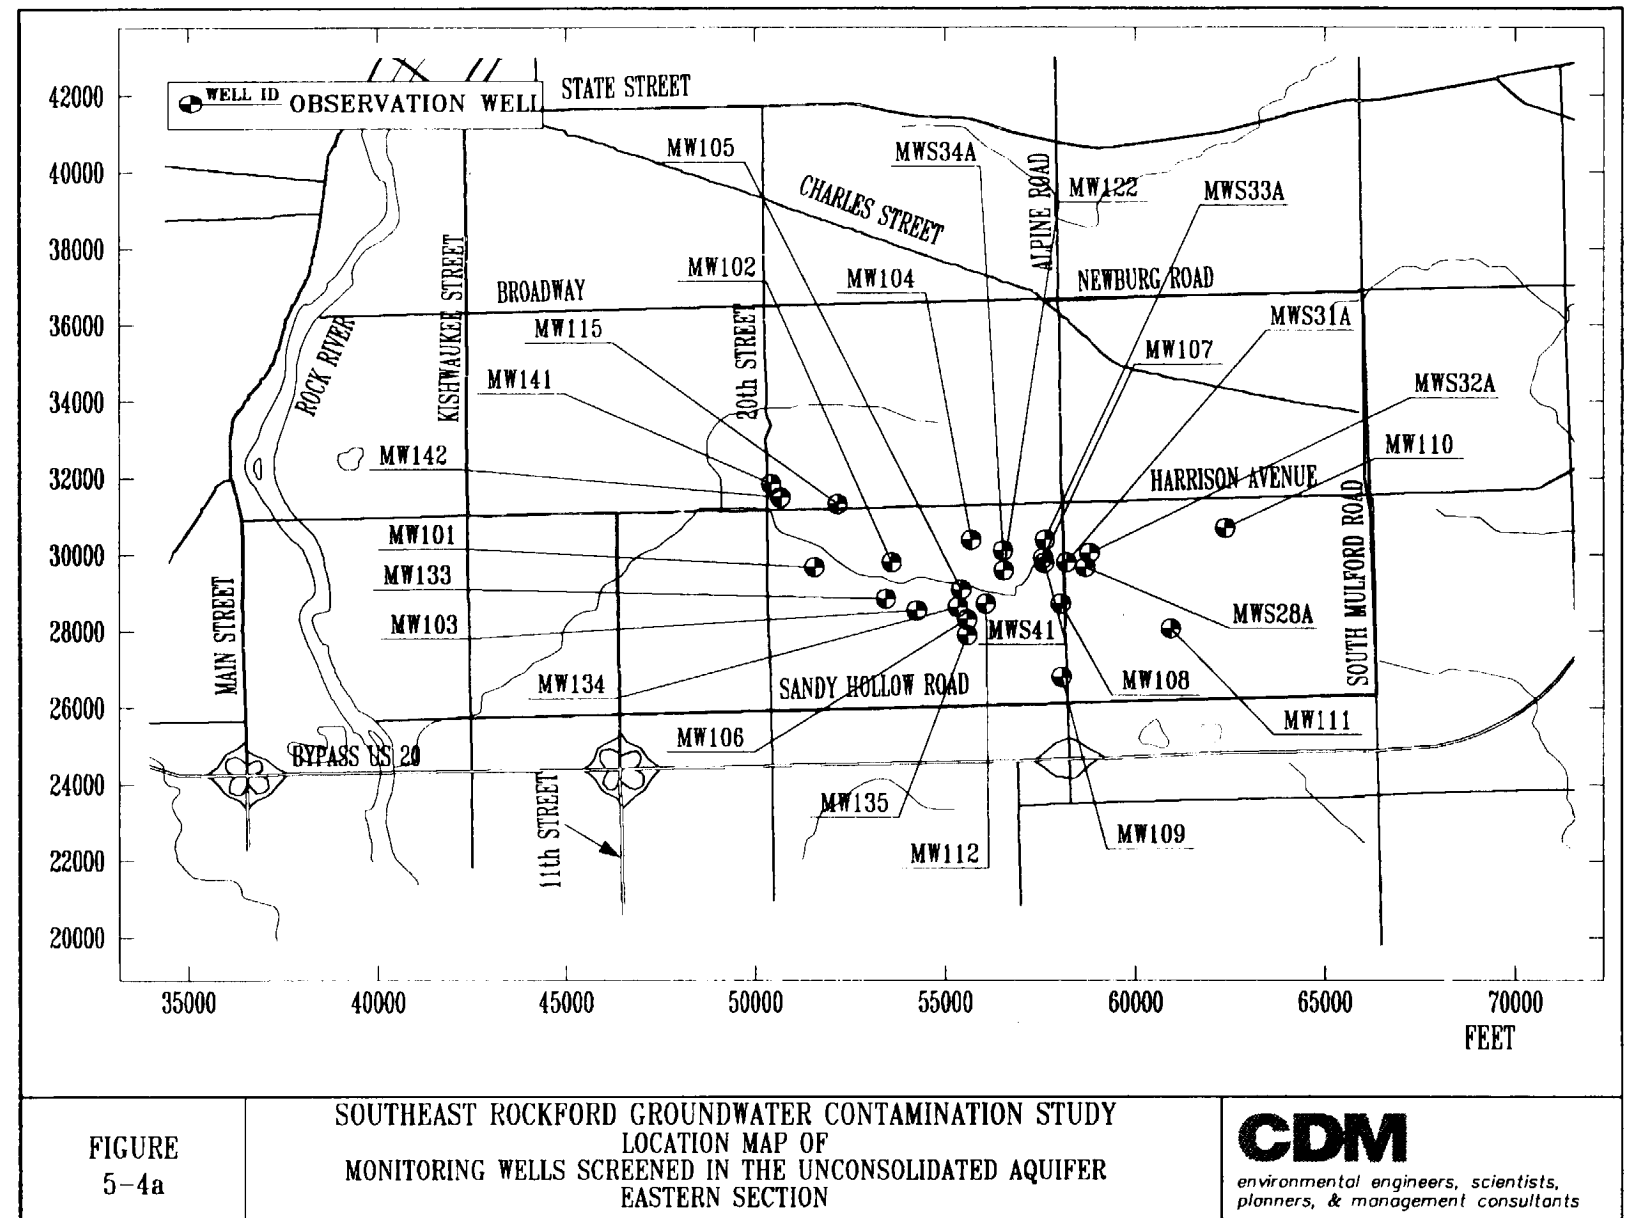 WELL ID OBSERVATION WELL
STATE STREET
42000
MW105
MWS34A
40000
ALPINE ROAD
MW122
MWS33A
CHARLES STREET
38000
KISHWAUKEE STREET
MW102
MW104
NEWBURG ROAD
BROADWAY
36000
ROCK RIVER
MW115
20th STREET
MWS31A
MW107
34000
MW141
MWS32A
MW142
MW110
32000
HARRISON AVENUE
SOUTH MULFORD ROAD
MW101
30000
MW133
MAIN STREET
MW103
28000
MWS41
MWS28A
MW134
SANDY HOLLOW ROAD
MW108
26000
MW106
MW111
BYPASS US 20
24000
11th STREET
MW135
MW109
22000
MW112
20000
35000 40000 45000 50000 55000 60000 65000 70000
FEET
FIGURE
5-4a
SOUTHEAST ROCKFORD GROUNDWATER CONTAMINATION STUDY
LOCATION MAP OF
MONITORING WELLS SCREENED IN THE UNCONSOLIDATED AQUIFER
EASTERN SECTION
CDM
environmental engineers, scientists,
planners, & management consultants